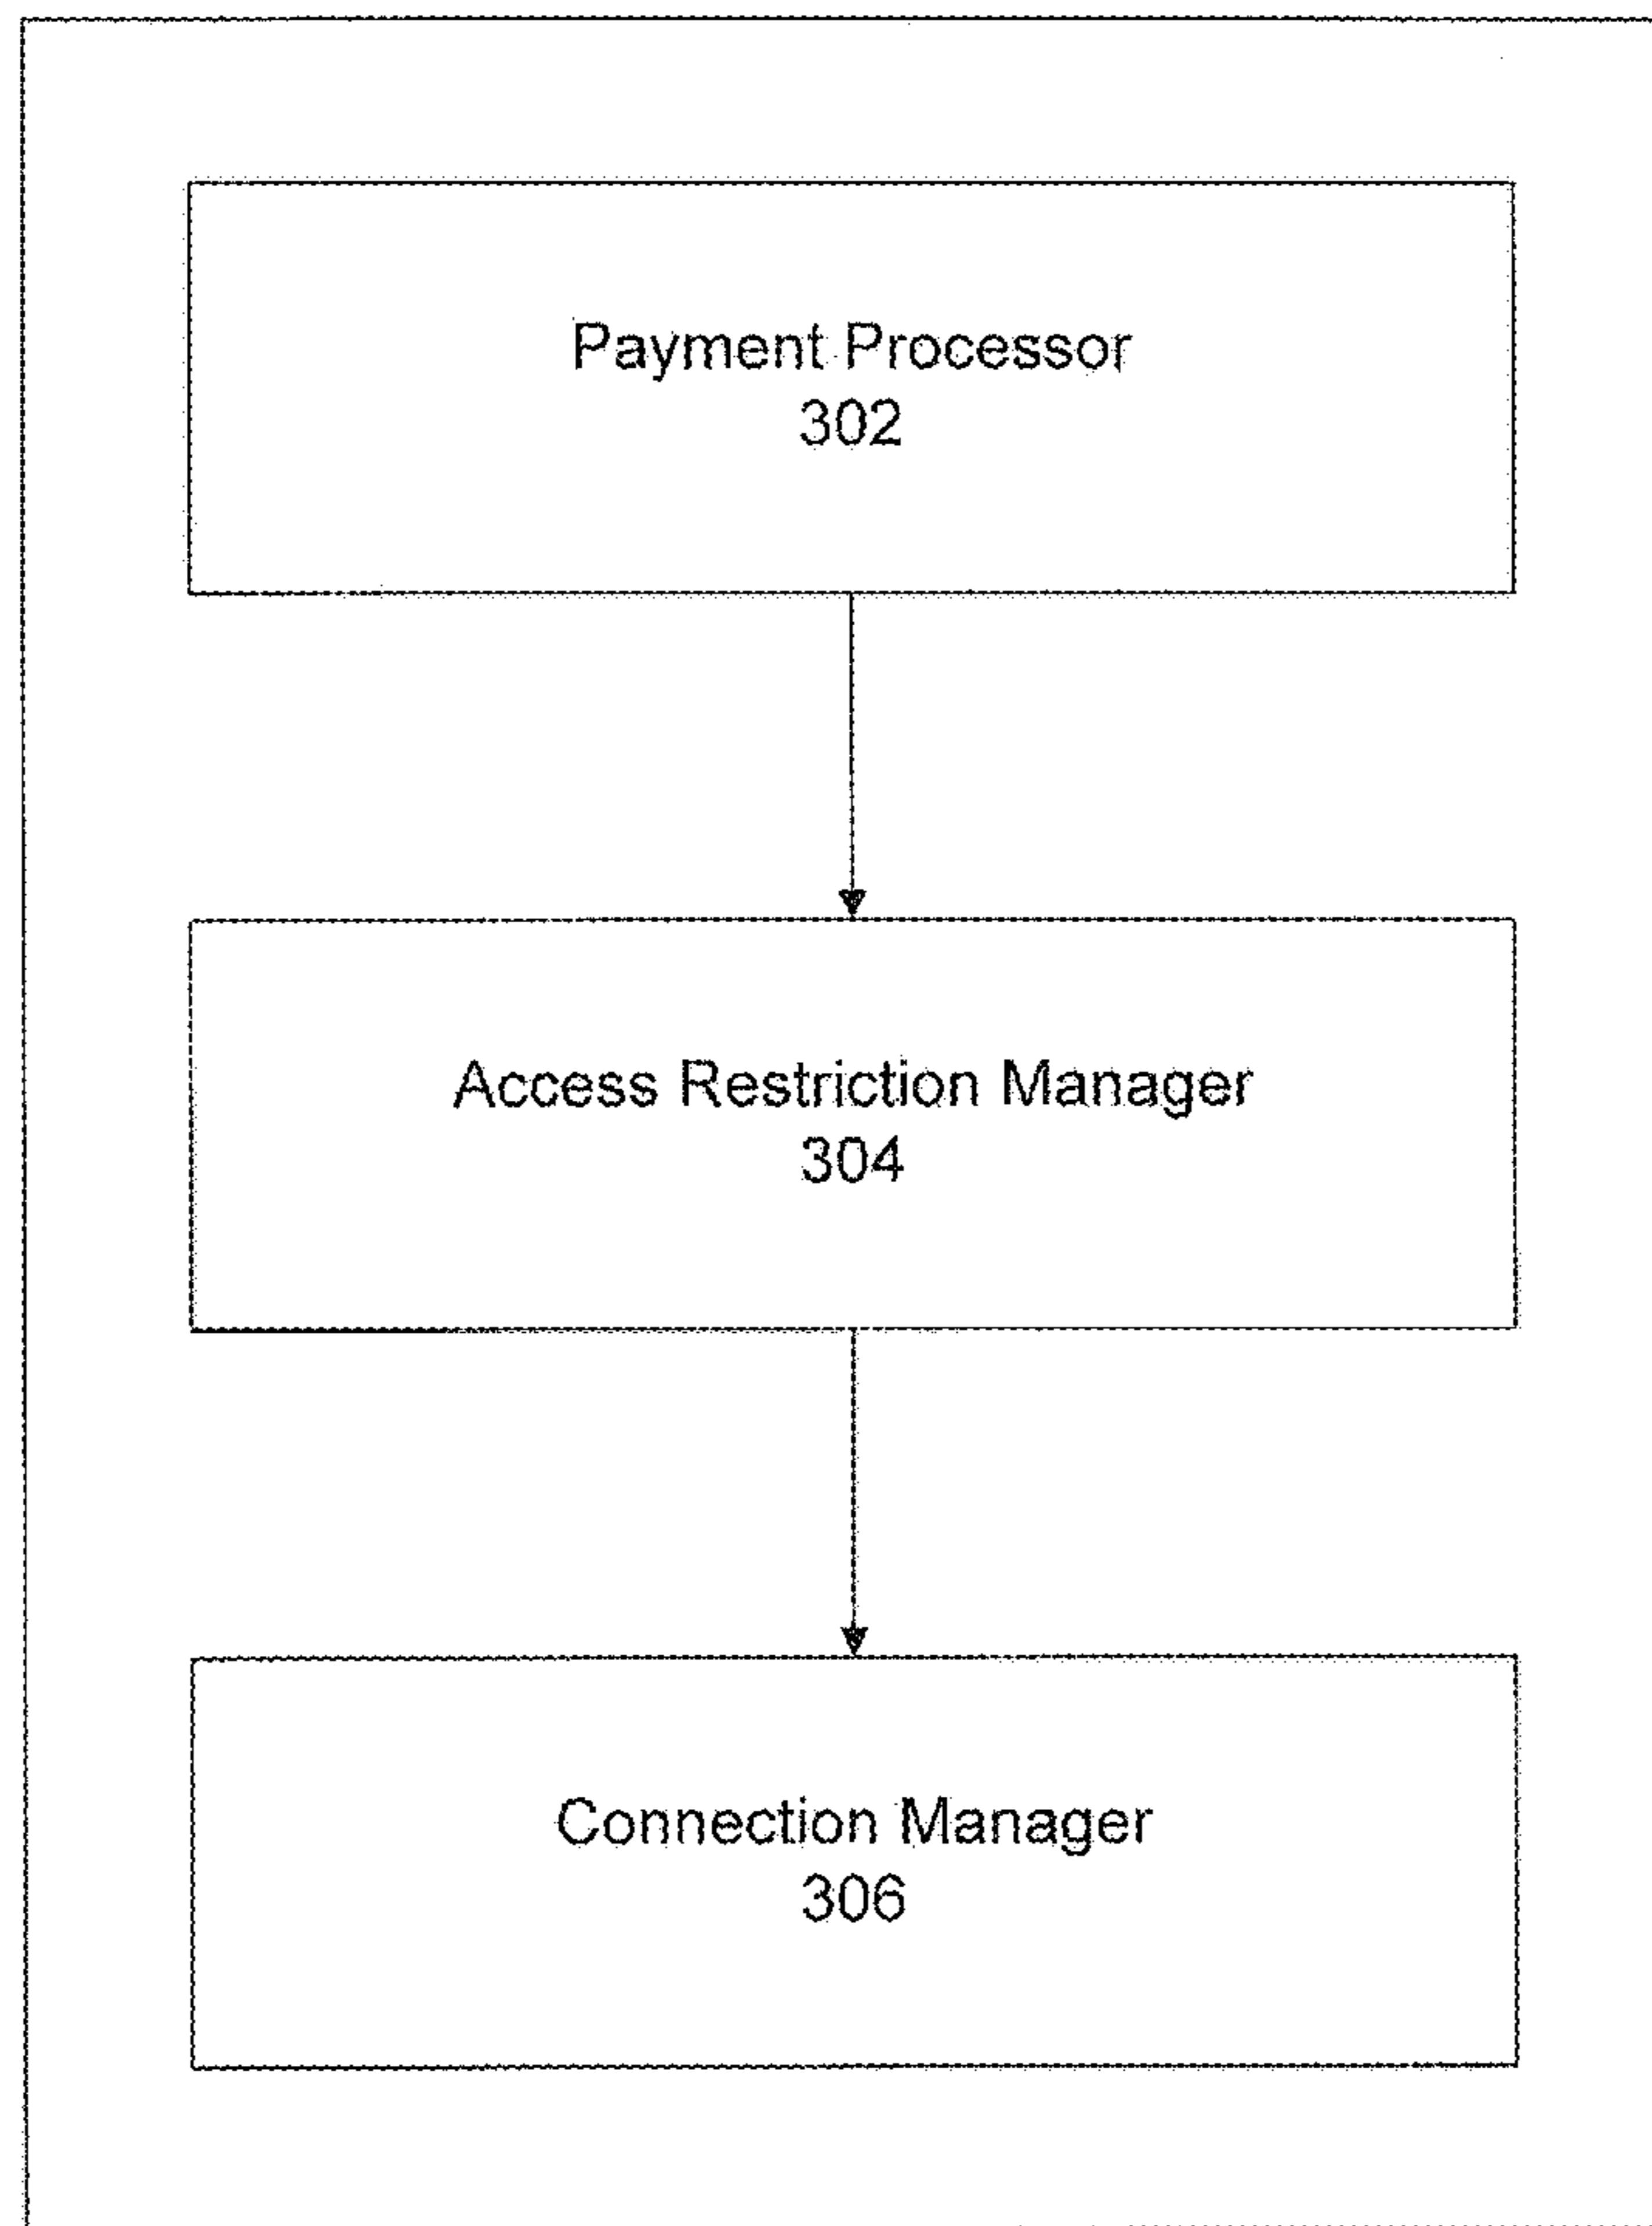 Payment Processor
302
Access Restriction Manager
304
Connection Manager
306